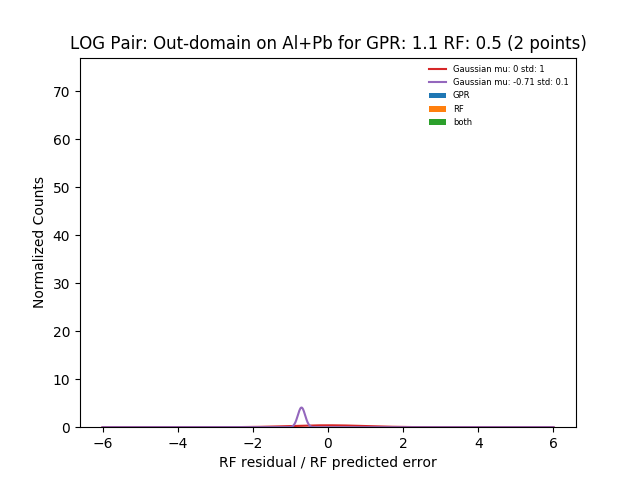 LOG Pair: Out-domain on Al+Pb for GPR: 1.1 RF: 0.5 (2 points)
Gaussian mu: 0 std: 1
Gaussian mu: -0.71 std: 0.1
GPR
RF
both
Normalized Counts
70
60
50
40
30
20
10
0
−6
−4
−2
0
2
4
6
RF residual / RF predicted error